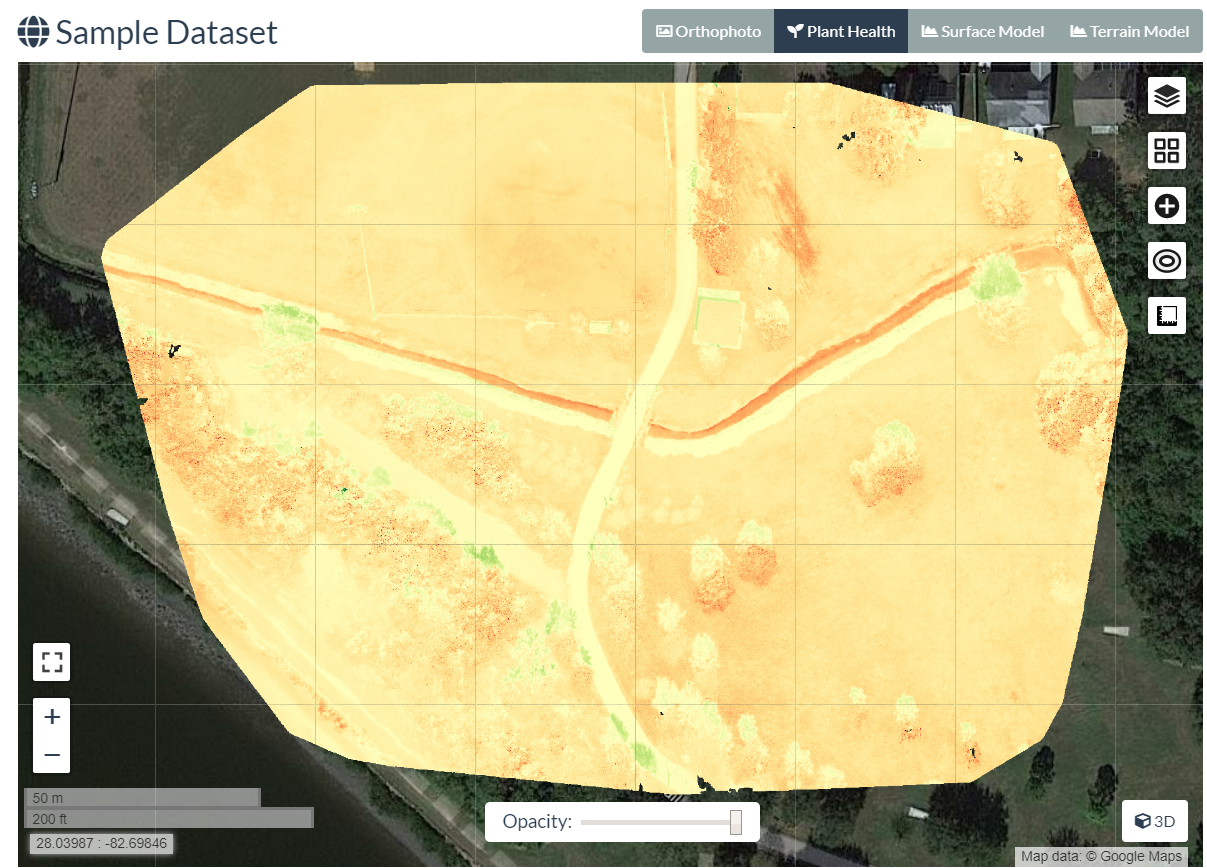 Sample Dataset
Orthophoto Plant Health Surface Model Terrain Model
+
−
50 m
200 ft
28.03987 : -82.69846
Opacity:
3D
Map data: © Google Maps